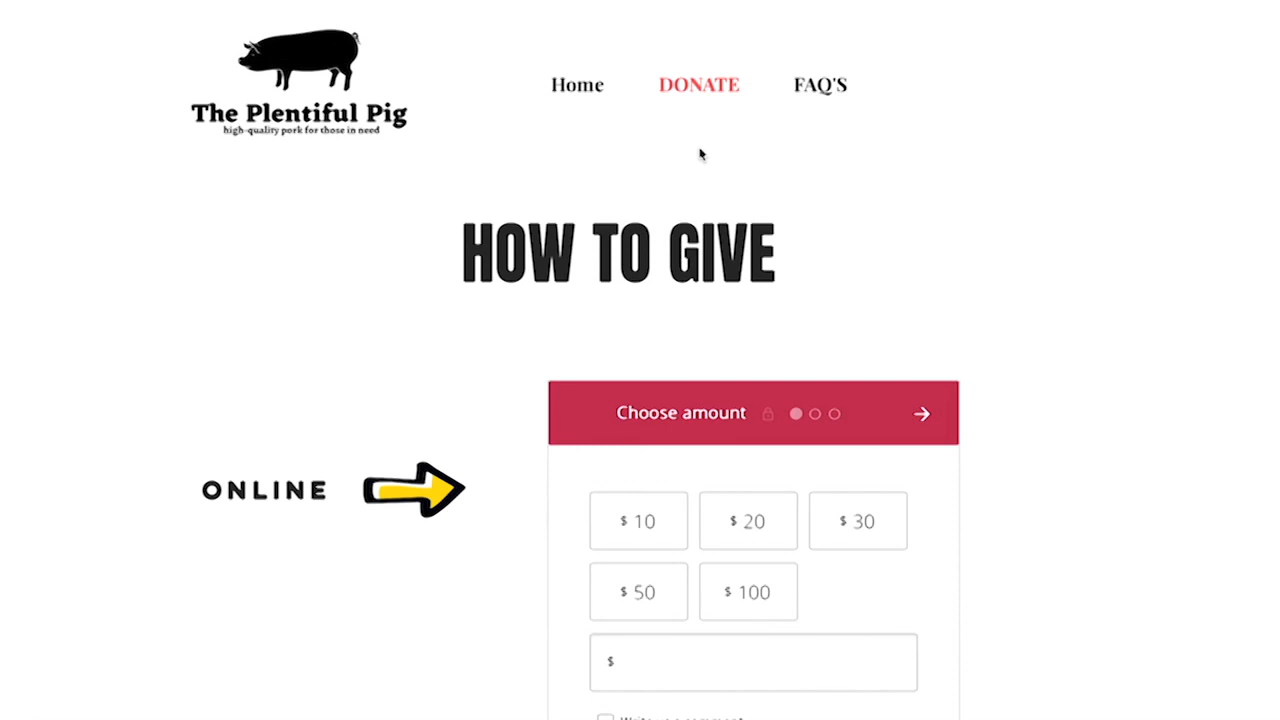 The Plentiful Pig
high-quality pork for those in need
Home DONATE FAQ'S
HOW TO GIVE
Choose amount
ONLINE
$ 10 $ 20 $ 30
$ 50 $ 100
$